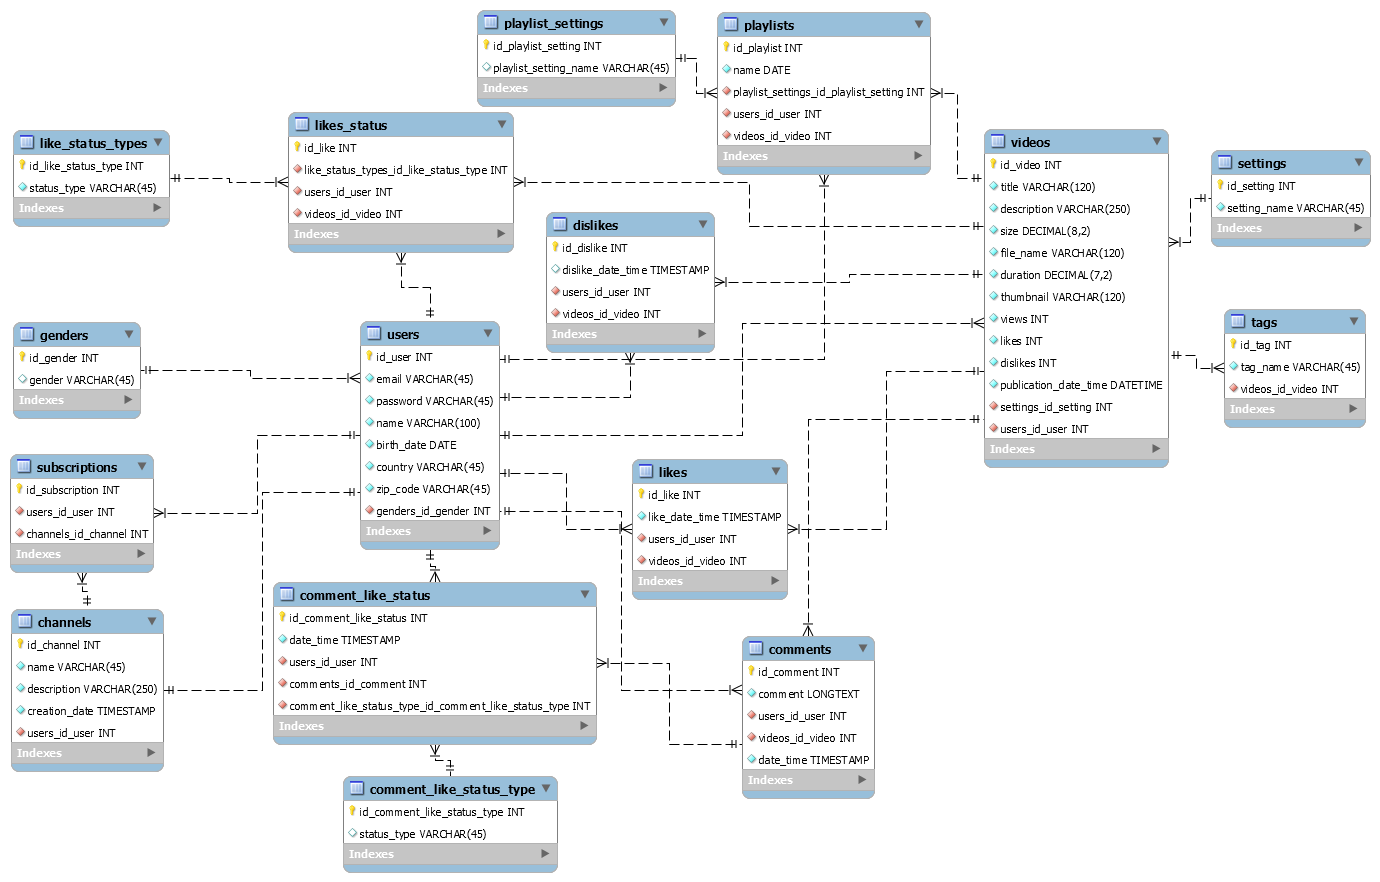 playlist_settings
id_playlist_setting INT
playlist_setting_name VARCHAR(45)
Indexes
playlists
id_playlist INT
name DATE
playlist_settings_id_playlist_setting INT
users_id_user INT
videos_id_video INT
Indexes
like_status_types
id_like_status_type INT
status_type VARCHAR(45)
Indexes
likes_status
id_like INT
like_status_types_id_like_status_type INT
users_id_user INT
videos_id_video INT
Indexes
videos
id_video INT
title VARCHAR(120)
description VARCHAR(250)
size DECIMAL(8,2)
file_name VARCHAR(120)
duration DECIMAL(7,2)
thumbnail VARCHAR(120)
views INT
likes INT
dislikes INT
publication_date_time DATETIME
settings_id_setting INT
users_id_user INT
Indexes
settings
id_setting INT
setting_name VARCHAR(45)
Indexes
dislikes
id_dislike INT
dislike_date_time TIMESTAMP
users_id_user INT
videos_id_video INT
Indexes
genders
id_gender INT
gender VARCHAR(45)
Indexes
users
id_user INT
email VARCHAR(45)
password VARCHAR(45)
name VARCHAR(100)
birth_date DATE
country VARCHAR(45)
zip_code VARCHAR(45)
genders_id_gender INT
Indexes
tags
id_tag INT
tag_name VARCHAR(45)
videos_id_video INT
Indexes
subscriptions
id_subscription INT
users_id_user INT
channels_id_channel INT
Indexes
likes
id_like INT
like_date_time TIMESTAMP
users_id_user INT
videos_id_video INT
Indexes
channels
id_channel INT
name VARCHAR(45)
description VARCHAR(250)
creation_date TIMESTAMP
users_id_user INT
Indexes
comment_like_status
id_comment_like_status INT
date_time TIMESTAMP
users_id_user INT
comments_id_comment INT
comment_like_status_type_id_comment_like_status_type INT
Indexes
comments
id_comment INT
comment LONGTEXT
users_id_user INT
videos_id_video INT
date_time TIMESTAMP
Indexes
comment_like_status_type
id_comment_like_status_type INT
status_type VARCHAR(45)
Indexes